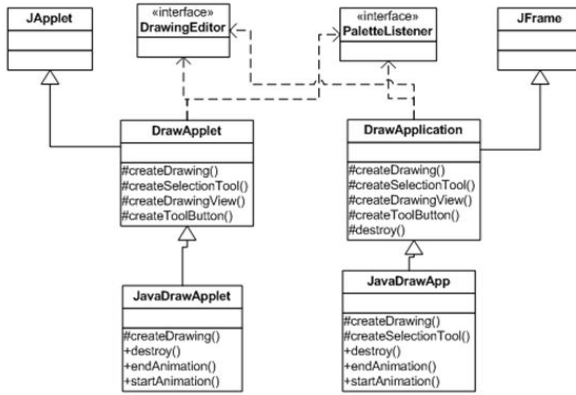 JApplet
«interface»
DrawingEditor
«interface»
PaletteListener
JFrame
DrawApplet
#createDrawing()
#createSelectionTool()
#createDrawingView()
#createToolButton()
DrawApplication
#createDrawing()
#createSelectionTool()
#createDrawingView()
#createToolButton()
#destroy()
JavaDrawApplet
#createDrawing()
+destroy()
+endAnimation()
+startAnimation()
JavaDrawApp
#createDrawing()
#createSelectionTool()
+destroy()
+endAnimation()
+startAnimation()